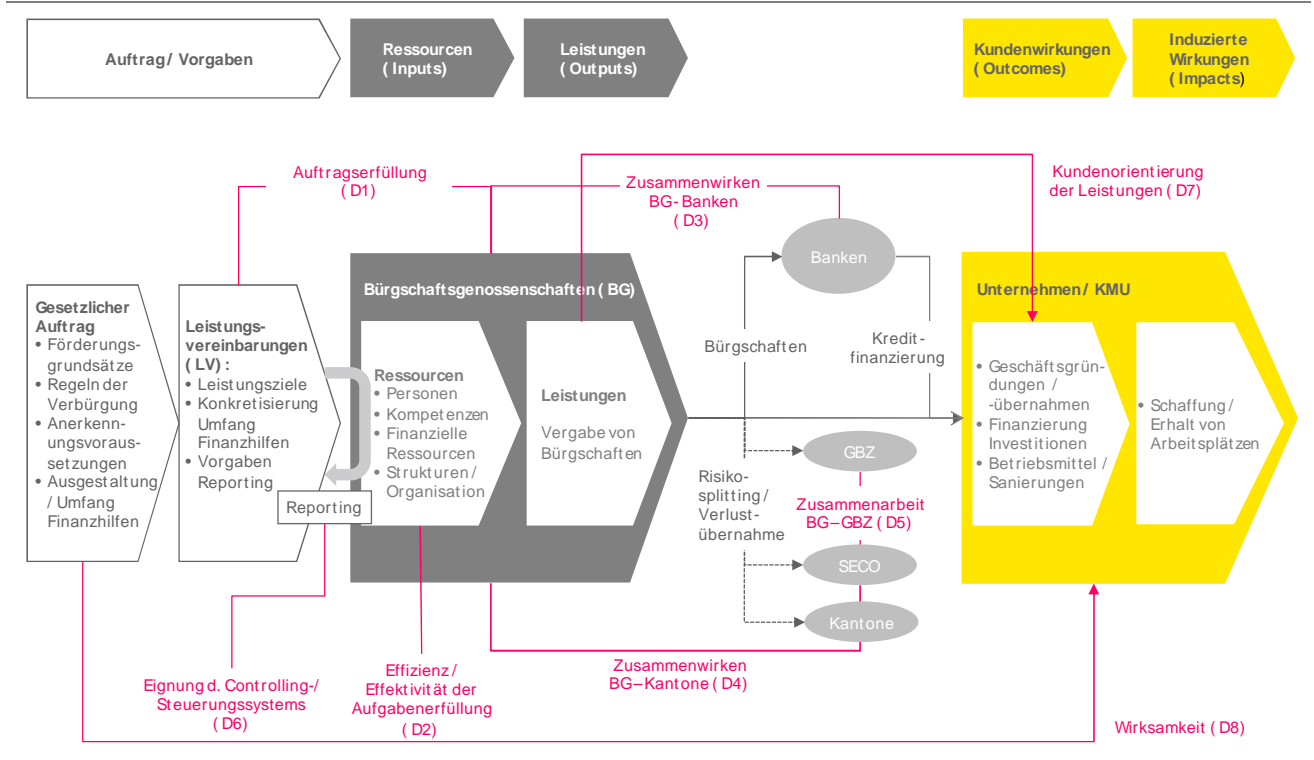 Auftrag / Vorgaben
Ressourcen
(Inputs)
Leistungen
(Outputs)
Kundenwirkungen
(Outcomes)
Induzierte
Wirkungen
(Impacts)
Auftragserfüllung
(D1)
Zusammenwirken
BG-Banken
(D3)
Kundenorientierung
der Leistungen (D7)
Banken
Gesetzlicher
Auftrag
• Förderungs-
grundsätze
• Regeln der
Verbürgung
• Anerkenn-
ungsvoraus-
setzungen
• Ausgestaltung
/ Umfang
Finanzhilfen
Leistungs-
vereinbarungen
(LV) :
• Leistungsziele
• Konkretisierung
Umfang
Finanzhilfen
• Vorgaben
Reporting
Reporting
Bürgschaftsgenossenschaften (BG)
Ressourcen
• Personen
• Kompetenzen
• Finanzielle
Ressourcen
• Strukturen /
Organisation
Leistungen
Vergabe von
Bürgschaften
Bürgschaften
Kredit-
finanzierung
Risiko-
splitting /
Verlust-
übernahme
GBZ
Zusammenarbeit
BG–GBZ (D5)
SECO
Kantone
Unternehmen / KMU
• Geschäftsgrün-
dungen /
-übernahmen
• Finanzierung
Investitionen
• Betriebsmittel /
Sanierungen
• Schaffung /
Erhalt von
Arbeitsplätzen
Eignung d. Controlling-/
Steuerungssystems
(D6)
Effizienz /
Effektivität der
Aufgabenerfüllung
(D2)
Zusammenwirken
BG–Kantone (D4)
Wirksamkeit (D8)